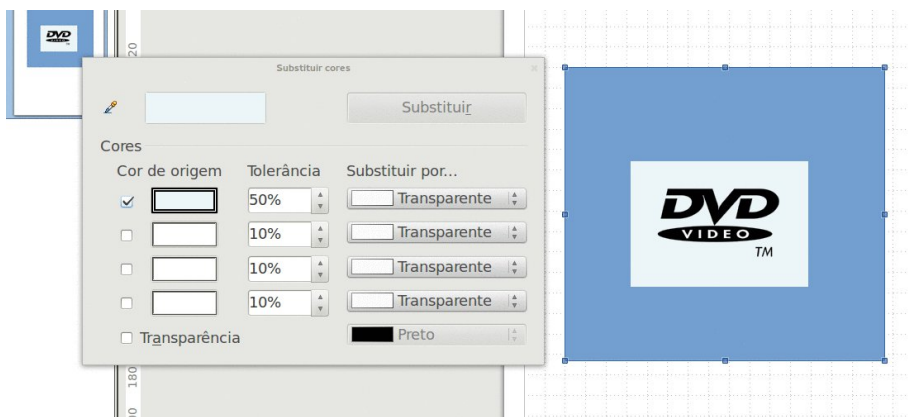 DVD
20
Substituir cores
Substituir
Cores
Cor de origem Tolerância Substituir por...
50% Transparente
10% Transparente
10% Transparente
10% Transparente
Transparência Preto
180
DVD
VIDEO
TM